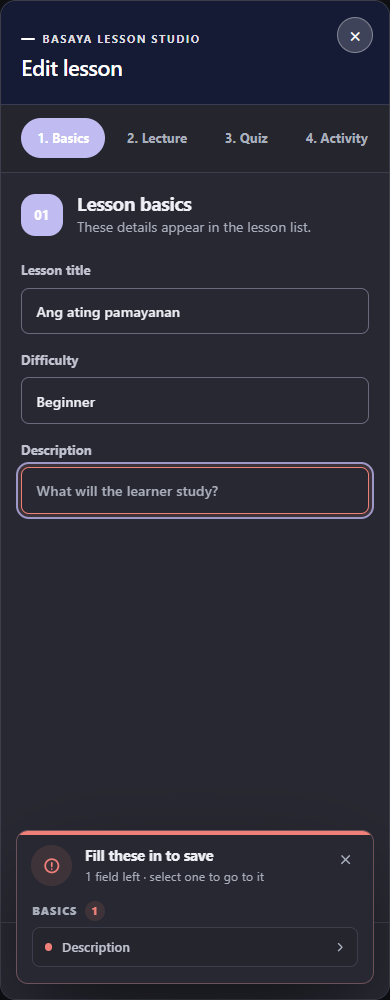 BASAYA LESSON STUDIO
Edit lesson
1. Basics 2. Lecture 3. Quiz 4. Activity
01
Lesson basics
These details appear in the lesson list.
Lesson title
Ang ating pamayanan
Difficulty
Beginner
Description
What will the learner study?
Fill these in to save
1 field left · select one to go to it
BASICS 1
Description